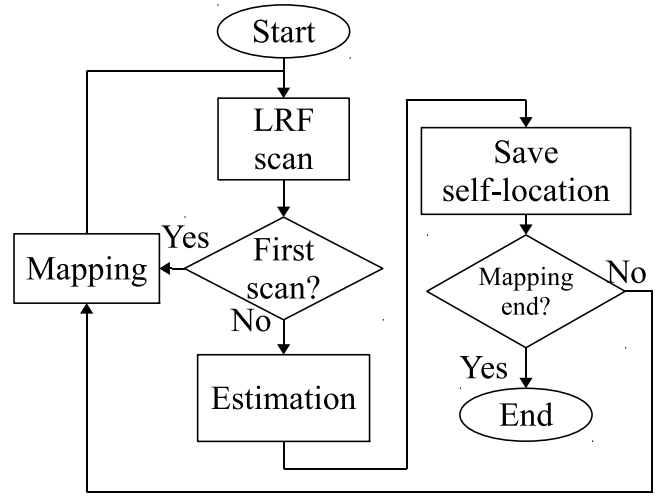 Start
LRF
scan
Yes
First
scan?
Mapping
No
Estimation
Save
self-location
Mapping
end?
No
Yes
End